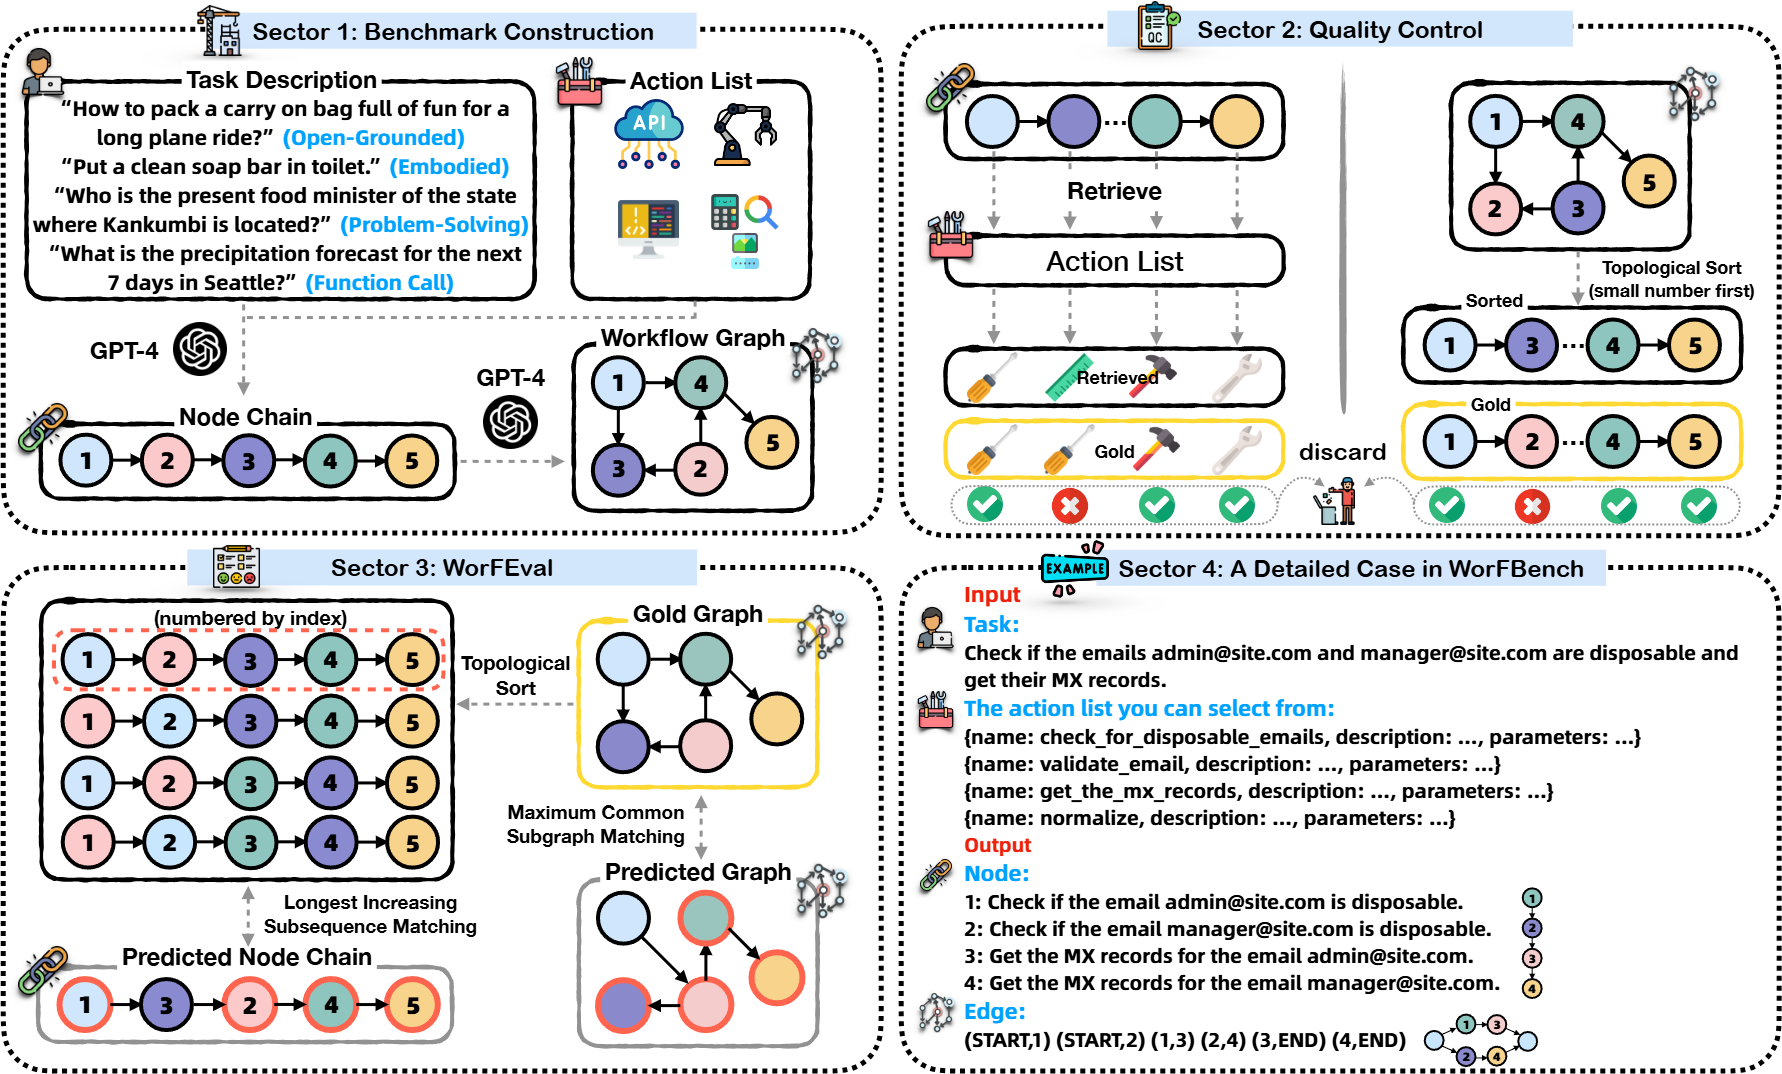 Sector 1: Benchmark Construction
Task Description
“How to pack a carry on bag full of fun for a
long plane ride?” (Open-Grounded)
“Put a clean soap bar in toilet.” (Embodied)
“Who is the present food minister of the state
where Kankumbi is located?” (Problem-Solving)
“What is the precipitation forecast for the next
7 days in Seattle?” (Function Call)
Action List
API
GPT-4
GPT-4
Node Chain
1 2 3 4 5
Workflow Graph
1 4
5
3 2
Sector 2: Quality Control
QC
Retrieve
Action List
Retrieved
Gold
discard
1 4
5
2 3
Topological Sort
(small number first)
Sorted
1 3 ... 4 5
Gold
1 2 ... 4 5
Sector 3: WorFEval
(numbered by index)
1 2 3 4 5
1 2 3 4 5
1 2 3 4 5
1 2 3 4 5
Topological
Sort
Gold Graph
Maximum Common
Subgraph Matching
Longest Increasing
Subsequence Matching
Predicted Graph
Predicted Node Chain
1 3 2 4 5
EXAMPLE
Sector 4: A Detailed Case in WorFBench
Input
Task:
Check if the emails admin@site.com and manager@site.com are disposable and
get their MX records.
The action list you can select from:
{name: check_for_disposable_emails, description: ..., parameters: ...}
{name: validate_email, description: ..., parameters: ...}
{name: get_the_mx_records, description: ..., parameters: ...}
{name: normalize, description: ..., parameters: ...}
Output
Node:
1: Check if the email admin@site.com is disposable.
2: Check if the email manager@site.com is disposable.
3: Get the MX records for the email admin@site.com.
4: Get the MX records for the email manager@site.com.
1
2
3
4
Edge:
(START,1) (START,2) (1,3) (2,4) (3,END) (4,END)
1 3
2 4